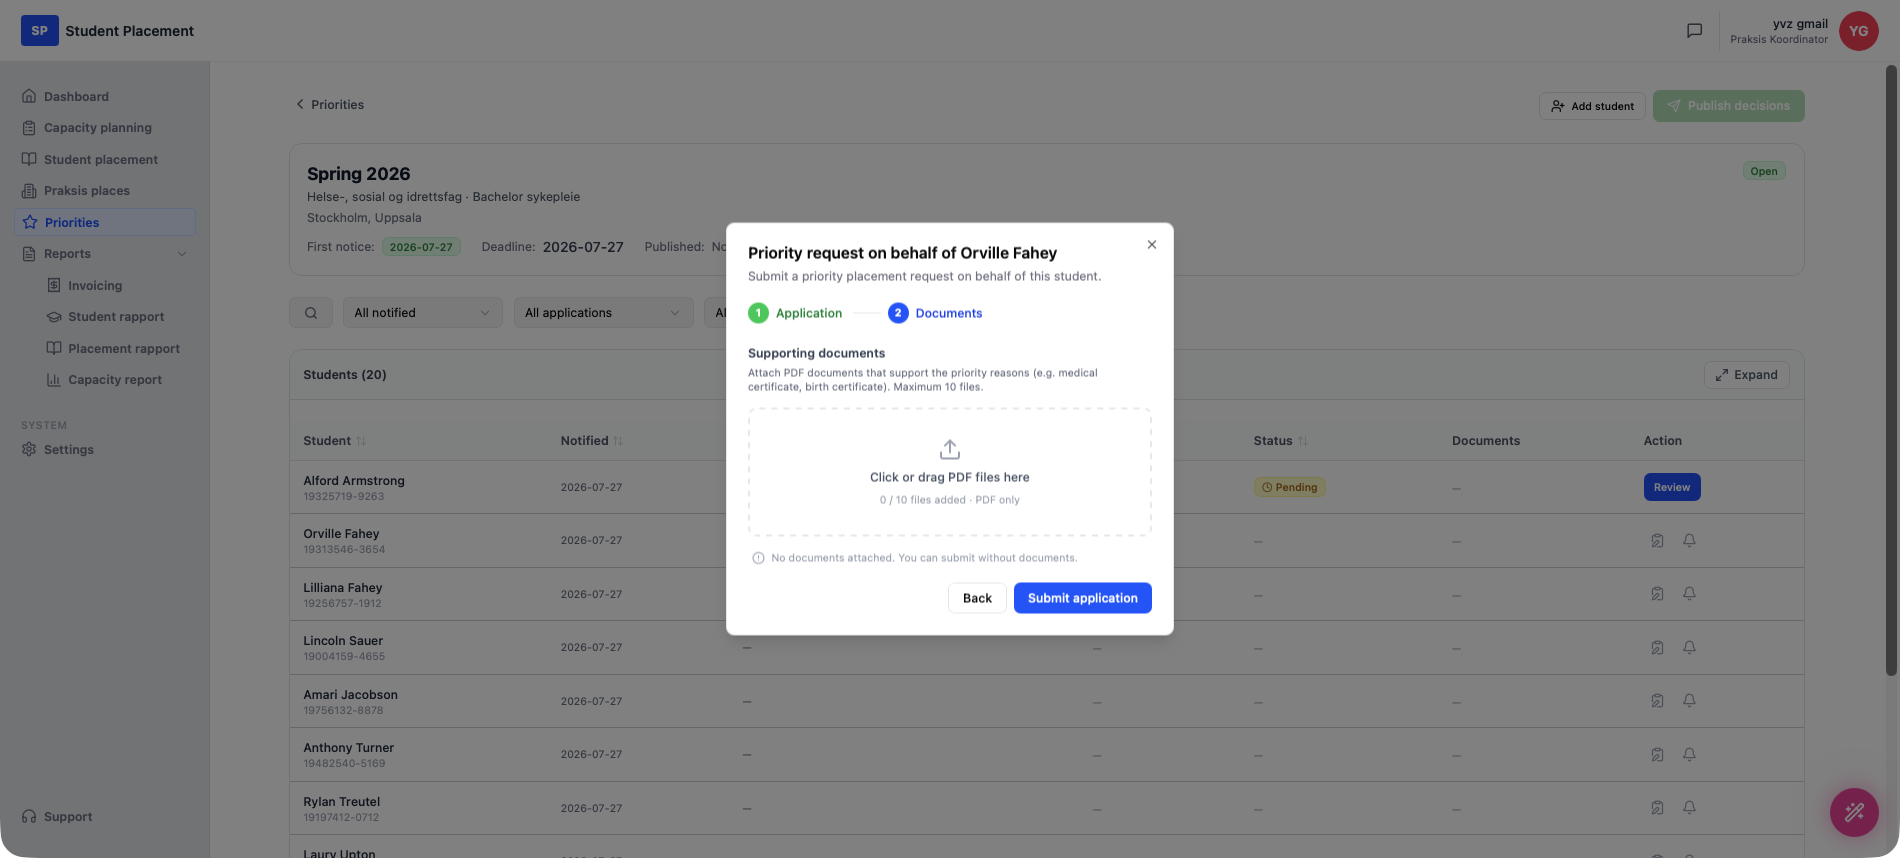 SP Student Placement
yvz gmail
Praksis Koordinator
YG
Dashboard
Capacity planning
Student placement
Praksis places
Priorities
Reports
Invoicing
Student rapport
Placement rapport
Capacity report
SYSTEM
Settings
Support
Priorities
Add student
Publish decisions
Spring 2026
Open
Helse-, sosial og idrettsfag · Bachelor sykepleie
Stockholm, Uppsala
First notice: 2026-07-27 Deadline: 2026-07-27 Published:
All notified
All applications
Students (20)
Expand
Student Notified Status Documents Action
Alford Armstrong
19325719-9263
2026-07-27
Pending
—
Review
Orville Fahey
19313546-3654
2026-07-27
— —
Lilliana Fahey
19256757-1912
2026-07-27
— —
Lincoln Sauer
19004159-4655
2026-07-27
— — — —
Amari Jacobson
19756132-8878
2026-07-27
— — — —
Anthony Turner
19482540-5169
2026-07-27
— — — —
Rylan Treutel
19197412-0712
2026-07-27
— — — —
Laury Upton
Priority request on behalf of Orville Fahey
Submit a priority placement request on behalf of this student.
1 Application 2 Documents
Supporting documents
Attach PDF documents that support the priority reasons (e.g. medical
certificate, birth certificate). Maximum 10 files.
Click or drag PDF files here
0 / 10 files added · PDF only
No documents attached. You can submit without documents.
Back
Submit application